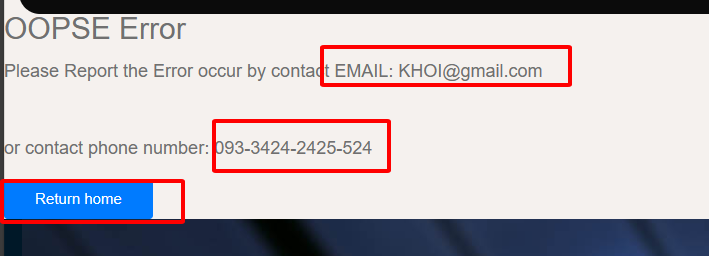 OOPSE Error
Please Report the Error occur by contact EMAIL: KHOI@gmail.com
or contact phone number: 093-3424-2425-524
Return home